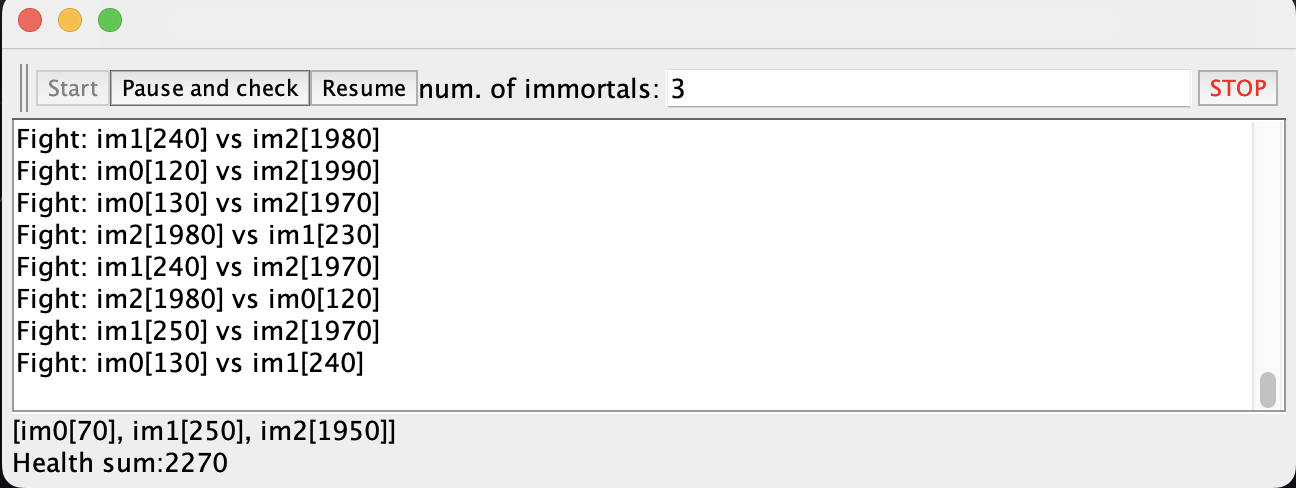 Start Pause and check Resume num. of immortals: 3 STOP
Fight: im1[240] vs im2[1980]
Fight: im0[120] vs im2[1990]
Fight: im0[130] vs im2[1970]
Fight: im2[1980] vs im1[230]
Fight: im1[240] vs im2[1970]
Fight: im2[1980] vs im0[120]
Fight: im1[250] vs im2[1970]
Fight: im0[130] vs im1[240]
[im0[70], im1[250], im2[1950]]
Health sum:2270